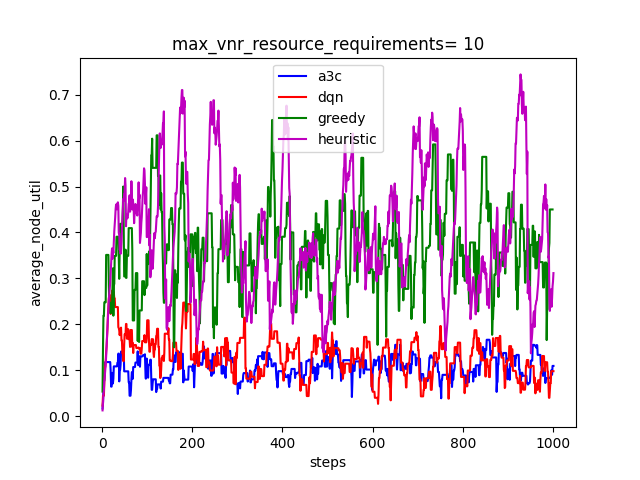 max_vnr_resource_requirements= 10
a3c
dqn
greedy
heuristic
average_node_util
0.7
0.6
0.5
0.4
0.3
0.2
0.1
0.0
0 200 400 600 800 1000
steps